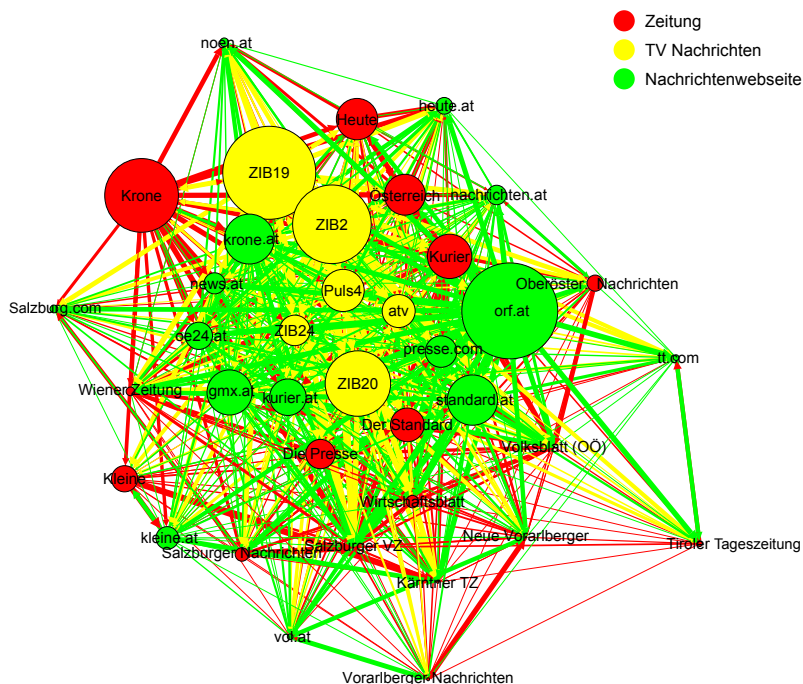 Zeitung
TV Nachrichten
Nachrichtenwebseite
noen.at
heute.at
Heute
ZIB19
Krone
Österreich
nachrichten.at
ZIB2
krone.at
Kurier
news.at
Puls4
Oberöster. Nachrichten
Salzburg.com
atv
orf.at
ZIB24
oe24.at
presse.com
tt.com
Wiener Zeitung
gmx.at
kurier.at
ZIB20
standard.at
Der Standard
Volksblatt (OÖ)
Die Presse
Kleine
Wirtschaftsblatt
kleine.at
Salzburger Nachrichten
Salzburger VZ
Neue Vorarlberger
Tiroler Tageszeitung
Kärntner TZ
vol.at
Vorarlberger Nachrichten